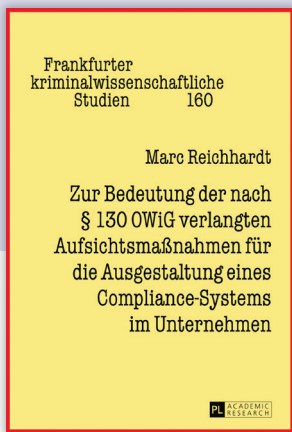 Frankfurter
kriminalwissenschaftliche
Studien 160
Marc Reichhardt
Zur Bedeutung der nach
§ 130 OWiG verlangten
Aufsichtsmaßnahmen für
die Ausgestaltung eines
Compliance-Systems
im Unternehmen
PL ACADEMIC
RESEARCH